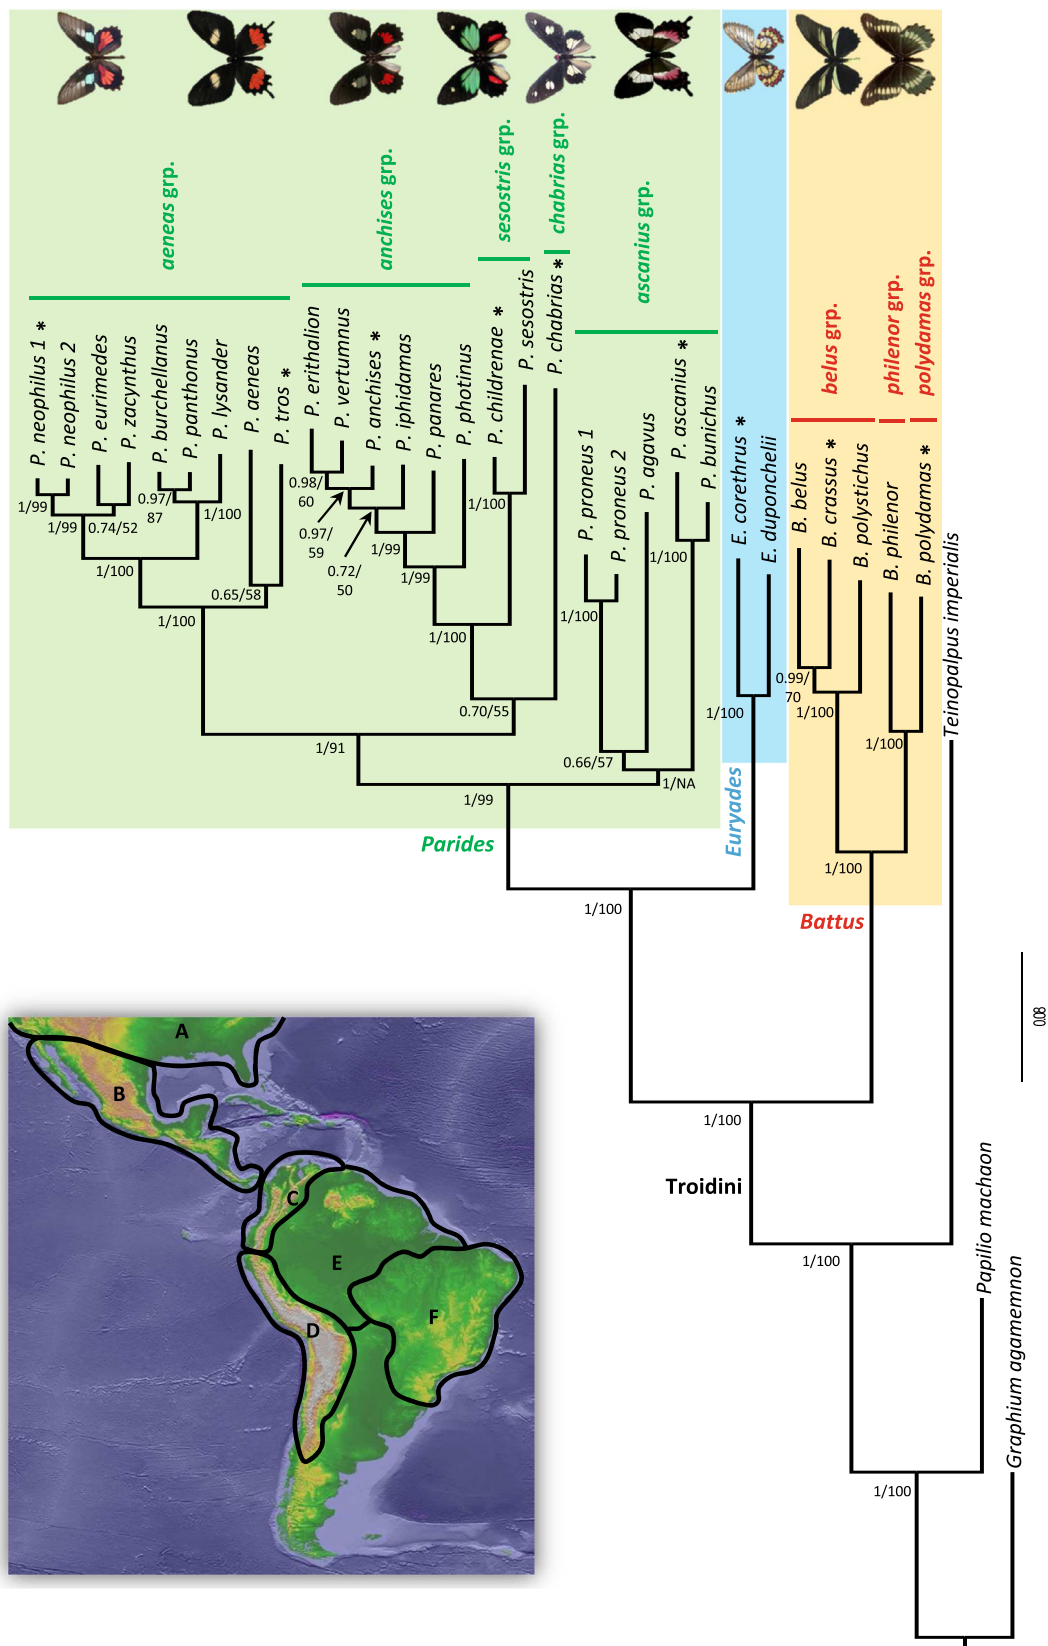 aeneas grp.
anchises grp.
sesostris grp.
chabrias grp.
ascanius grp.
belus grp.
philenor grp.
polydamas grp.
P. neophilus 1 *
P. neophilus 2
P. eurimedes
P. zacynthus
P. burchellanus
P. panthonus
P. lysander
P. aeneas
P. tros *
P. erithalion
P. vertumnus
P. anchises *
P. iphidamas
P. panares
P. photinus
P. childrenae *
P. sesostris
P. chabrias *
P. proneus 1
P. proneus 2
P. agavus
P. ascanius *
P. bunichus
E. corethrus *
E. duponchelii
B. belus
B. crassus *
B. polystichus
B. philenor
B. polydamas *
Teinopalpus imperialis
Papilio machaon
Graphium agamemnon
1/99
1/99
0.74/52
0.97/
87
1/100
1/100
0.65/58
1/100
0.98/
60
0.97/
59
0.72/
50
1/99
1/99
1/100
1/100
0.70/55
1/91
1/100
0.66/57
1/100
1/NA
1/99
1/100
0.99/
70
1/100
1/100
1/100
1/100
1/100
1/100
1/100
Parides
Euryades
Battus
Troidini
0.08
A
B
C
D
E
F